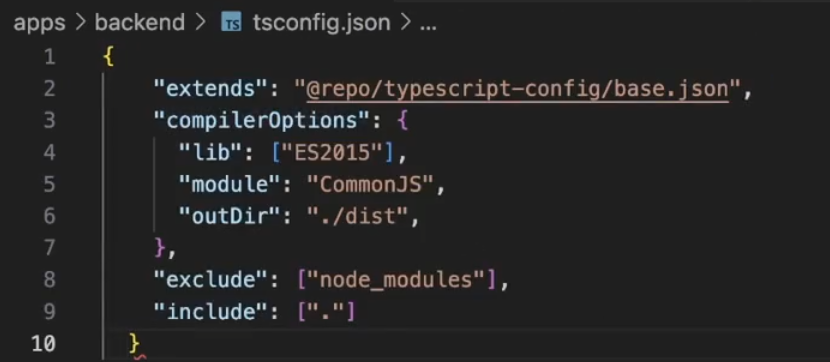 apps > backend > TS tsconfig.json > ...
1 {
2 "extends": "@repo/typescript-config/base.json",
3 "compilerOptions": {
4 "lib": ["ES2015"],
5 "module": "CommonJS",
6 "outDir": "./dist",
7 },
8 "exclude": ["node_modules"],
9 "include": ["."]
10 }